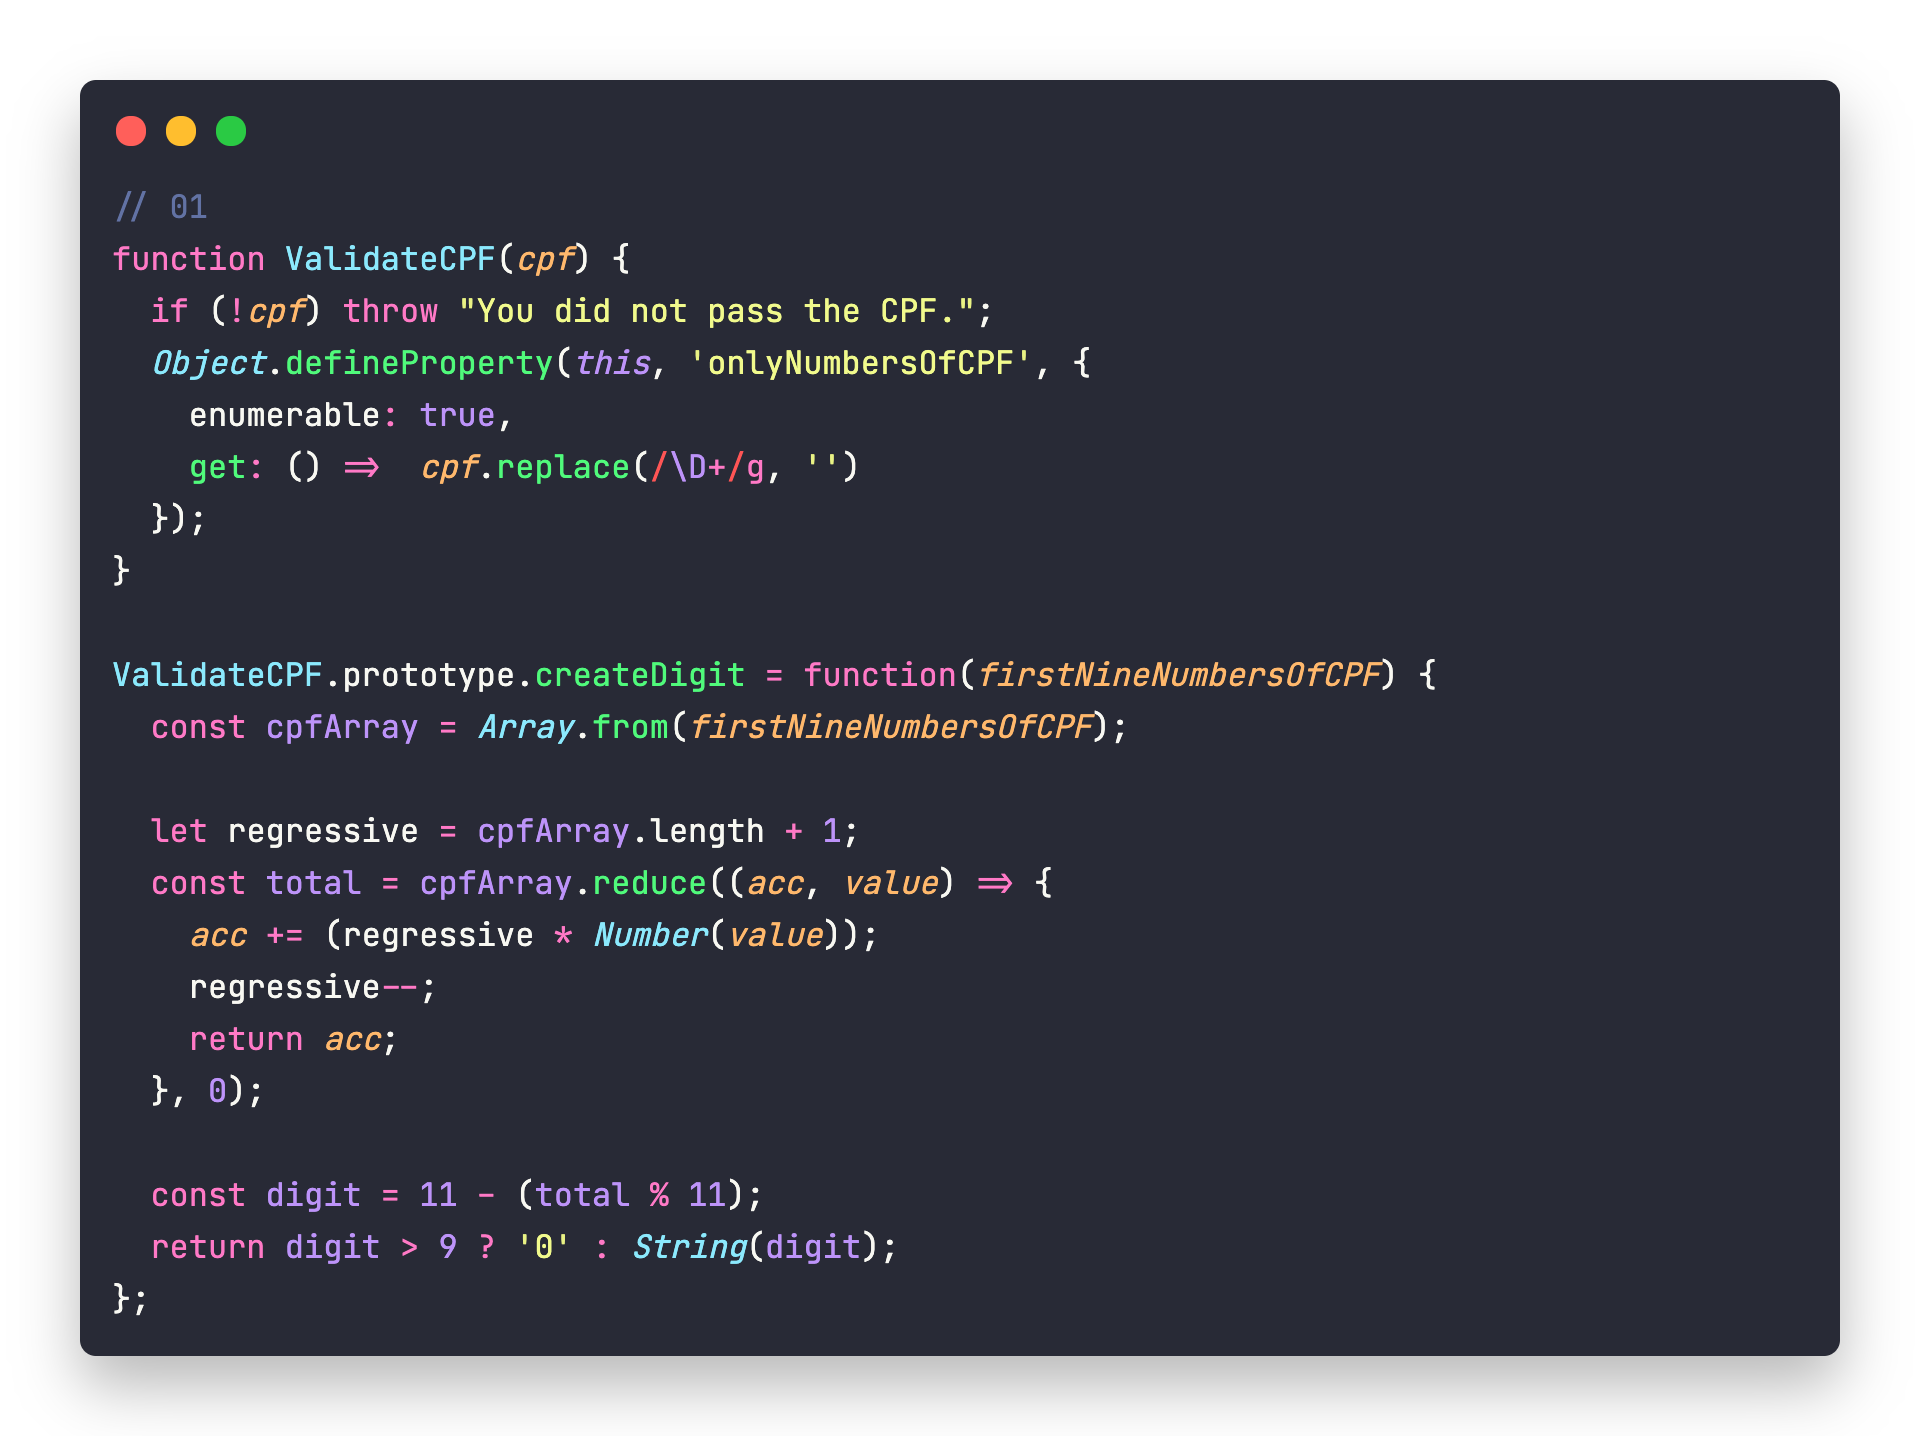 // 01
function ValidateCPF(cpf) {
  if (!cpf) throw "You did not pass the CPF.";
  Object.defineProperty(this, 'onlyNumbersOfCPF', {
    enumerable: true,
    get: () =>  cpf.replace(/\D+/g, '')
  });
}

ValidateCPF.prototype.createDigit = function(firstNineNumbersOfCPF) {
  const cpfArray = Array.from(firstNineNumbersOfCPF);

  let regressive = cpfArray.length + 1;
  const total = cpfArray.reduce((acc, value) => {
    acc += (regressive * Number(value));
    regressive--;
    return acc;
  }, 0);

  const digit = 11 - (total % 11);
  return digit > 9 ? '0' : String(digit);
};